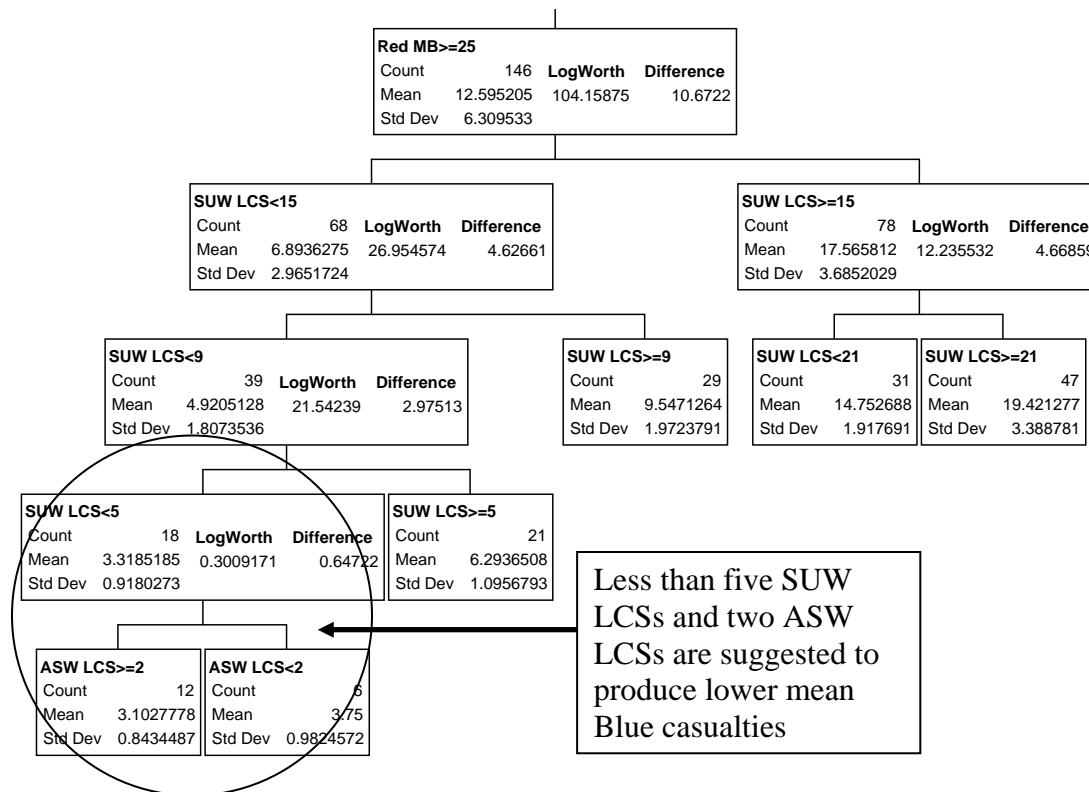 Red MB>=25
Count 146 LogWorth Difference
Mean 12.595205 104.15875 10.6722
Std Dev 6.309533
SUW LCS<15
Count 68 LogWorth Difference
Mean 6.8936275 26.954574 4.62661
Std Dev 2.9651724
SUW LCS>=15
Count 78 LogWorth Difference
Mean 17.565812 12.235532 4.66859
Std Dev 3.6852029
SUW LCS<9
Count 39 LogWorth Difference
Mean 4.9205128 21.54239 2.97513
Std Dev 1.8073536
SUW LCS>=9
Count 29
Mean 9.5471264
Std Dev 1.9723791
SUW LCS<21
Count 31
Mean 14.752688
Std Dev 1.917691
SUW LCS>=21
Count 47
Mean 19.421277
Std Dev 3.388781
SUW LCS<5
Count 18 LogWorth Difference
Mean 3.3185185 0.3009171 0.64722
Std Dev 0.9180273
SUW LCS>=5
Count 21
Mean 6.2936508
Std Dev 1.0956793
ASW LCS>=2
Count 12
Mean 3.1027778
Std Dev 0.8434487
ASW LCS<2
Count 6
Mean 3.75
Std Dev 0.9824572
Less than five SUW
LCSs and two ASW
LCSs are suggested to
produce lower mean
Blue casualties